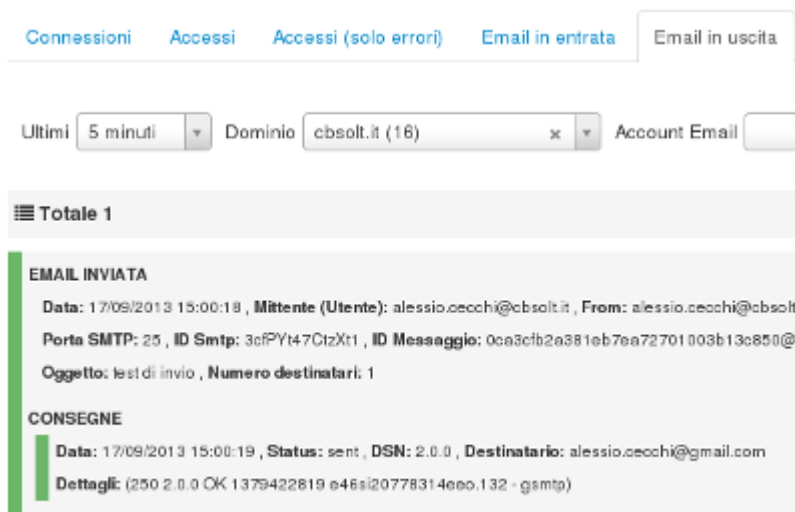 Connessioni Accessi Accessi (solo errori) Email in entrata Email in uscita
Ultimi 5 minuti Dominio cbsolt.it (16) × Account Email
Totale 1
EMAIL INVIATA
Data: 17/09/2013 15:00:18 , Mittente (Utente): alessio.cecchi@cbsolt.it , From: alessio.cecchi@cbsolt
Porta SMTP: 25 , ID Smtp: 3cfPYt47CtzXt1 , ID Messaggio: 0ca3cfb2a381eb7ea72701003b13c850@
Oggetto: test di invio , Numero destinatari: 1
CONSEGNE
Data: 17/09/2013 15:00:19 , Status: sent , DSN: 2.0.0 , Destinatario: alessio.cecchi@gmail.com
Dettagli: (250 2.0.0 OK 1379422819 e46si20778314eeo.132 - gsmtp)